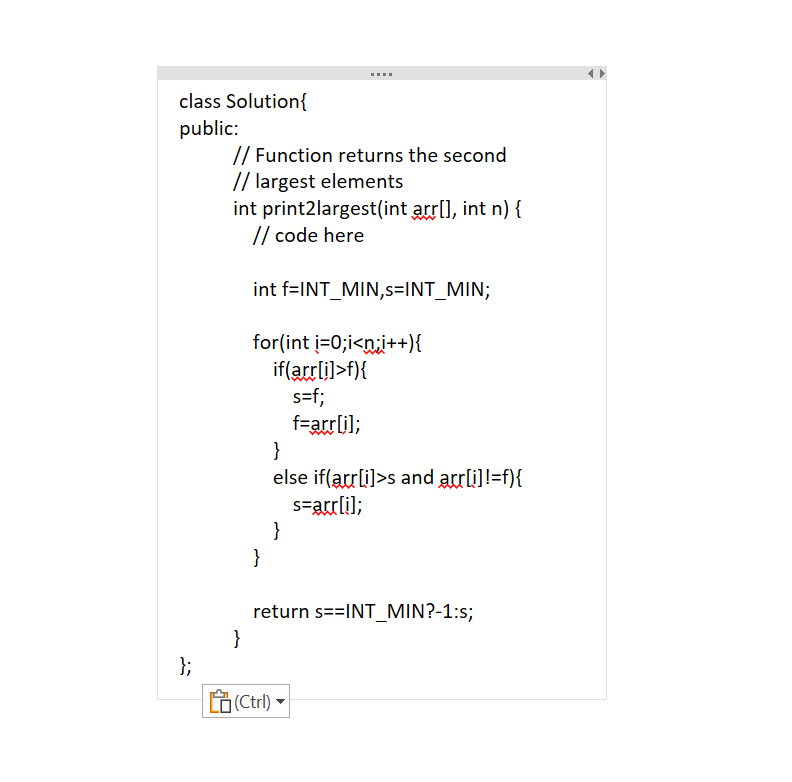 class Solution{
public:
// Function returns the second
// largest elements
int print2largest(int arr[], int n) {
// code here
int f=INT_MIN,s=INT_MIN;
for(int i=0;i<n;i++){
if(arr[i]>f){
s=f;
f=arr[i];
}
else if(arr[i]>s and arr[i]!=f){
s=arr[i];
}
}
return s==INT_MIN?-1:s;
}
};
(Ctrl)